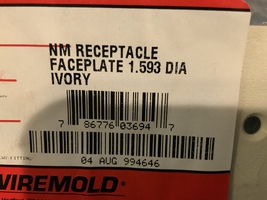 NM RECEPTACLE
FACEPLATE 1.593 DIA
IVORY
7 86776 03694 7
04 AUG 994646
WIREMOLD®